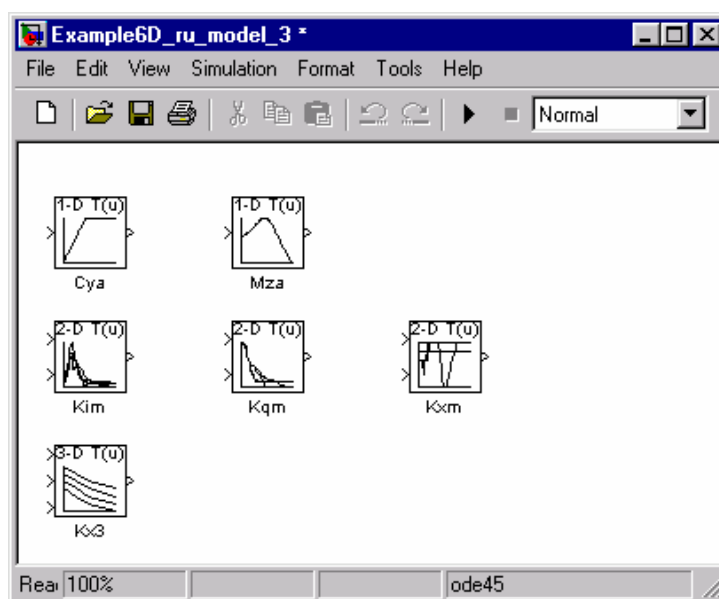 Example6D_ru_model_3 *
File Edit View Simulation Format Tools Help
Normal
1-D T(u) 1-D T(u)
Cya Mza
2-D T(u) 2-D T(u) 2-D T(u)
Kim Kqm Kxm
3-D T(u)
Kx3
Rea 100% ode45